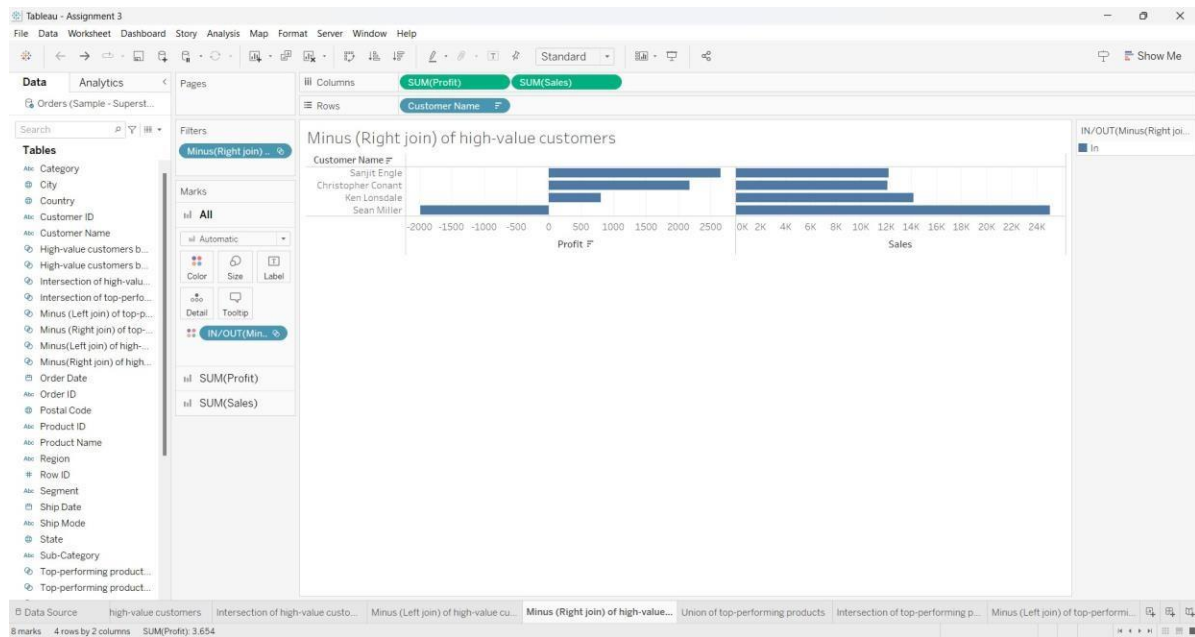 Tableau - Assignment 3
File Data Worksheet Dashboard Story Analysis Map Format Server Window Help
Standard
Show Me
Data Analytics
Pages
Columns SUM(Profit) SUM(Sales)
Orders (Sample - Superst...
Rows Customer Name
Search
Filters
Minus(Right join) ..
Minus (Right join) of high-value customers
IN/OUT(Minus(Right joi...
In
Tables
Category
City
Country
Customer ID
Customer Name
High-value customers b...
High-value customers b...
Intersection of high-valu...
Intersection of top-perfo...
Minus (Left join) of top-p...
Minus (Right join) of top-...
Minus(Left join) of high-...
Minus(Right join) of high...
Order Date
Order ID
Postal Code
Product ID
Product Name
Region
Row ID
Segment
Ship Date
Ship Mode
State
Sub-Category
Top-performing product...
Top-performing product...
Marks
All
Automatic
Color Size Label
Detail Tooltip
IN/OUT(Min..
SUM(Profit)
SUM(Sales)
Customer Name
Sanjit Engle
Christopher Conant
Ken Lonsdale
Sean Miller
-2000 -1500 -1000 -500 0 500 1000 1500 2000 2500
0K 2K 4K 6K 8K 10K 12K 14K 16K 18K 20K 22K 24K
Profit
Sales
Data Source high-value customers Intersection of high-value custo... Minus (Left join) of high-value cu... Minus (Right join) of high-value... Union of top-performing products Intersection of top-performing p... Minus (Left join) of top-performi...
8 marks 4 rows by 2 columns SUM(Profit): 3,654